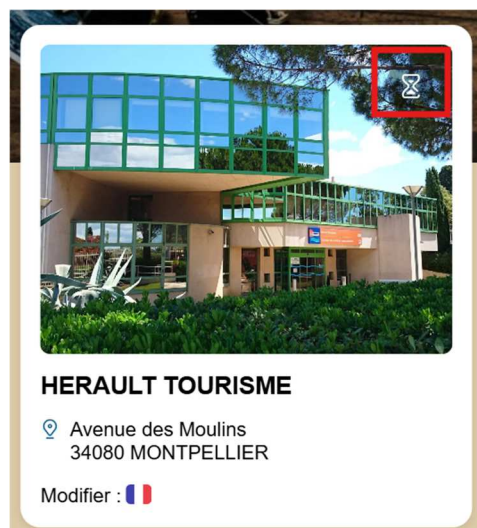 HERAULT TOURISME
Avenue des Moulins
34080 MONTPELLIER
Modifier :